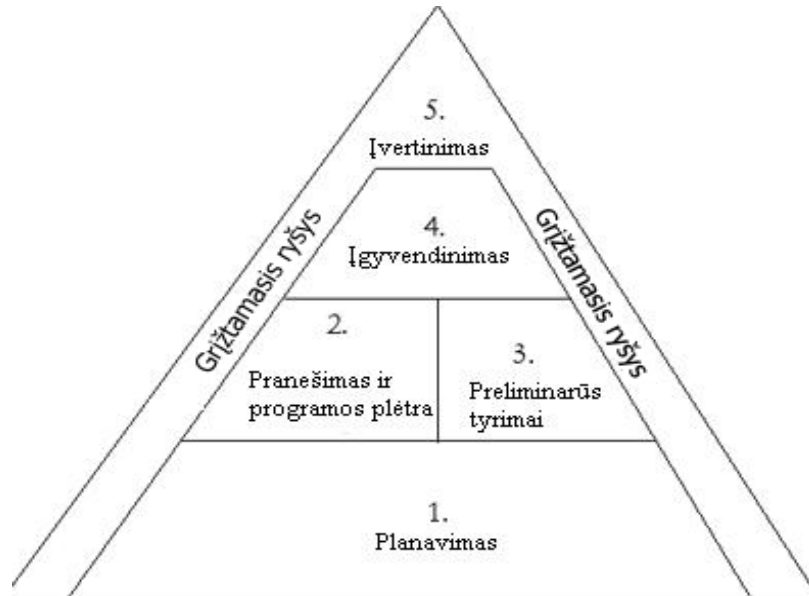 5.
Įvertinimas
Grįžtamasis ryšys
Grįžtamasis ryšys
4.
Įgyvendinimas
2.
Pranešimas ir
programos plėtra
3.
Preliminarūs
tyrimai
1.
Planavimas